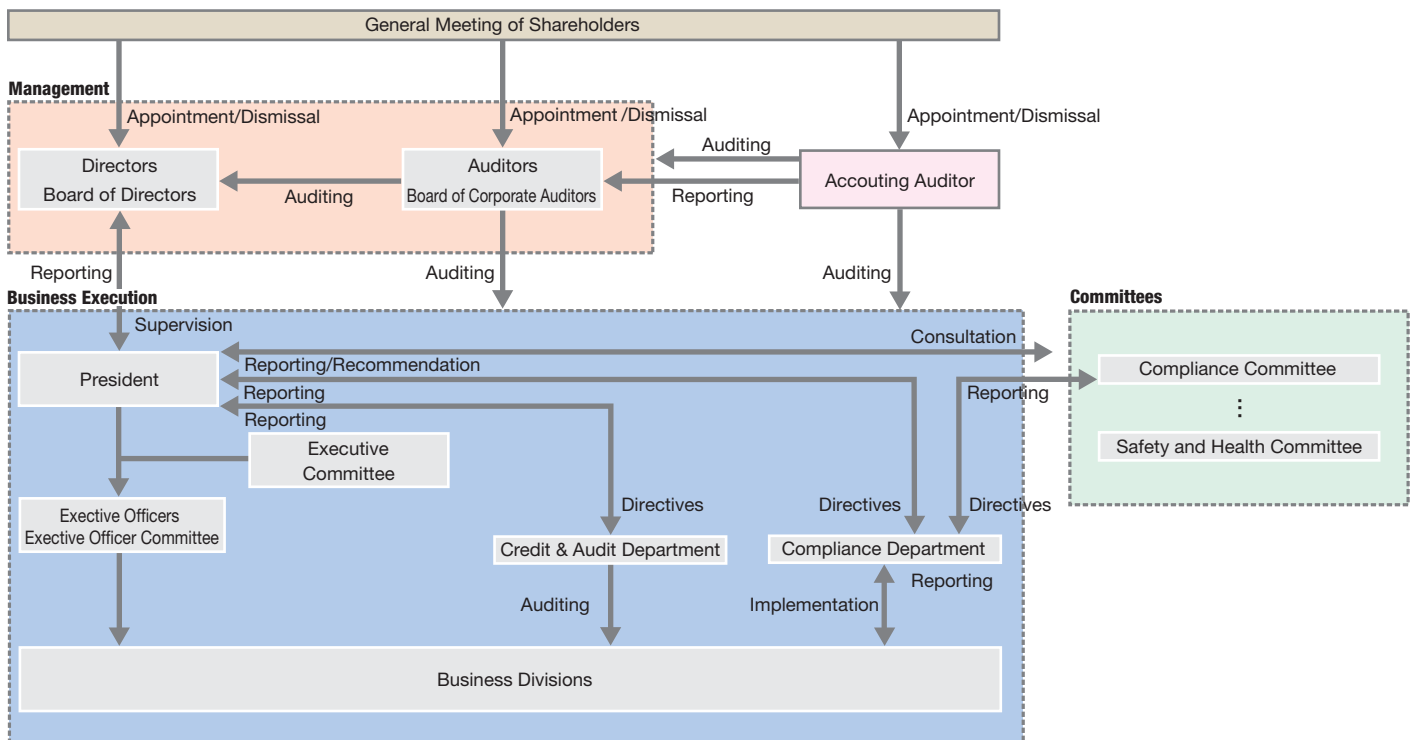 General Meeting of Shareholders
Management
Appointment/Dismissal
Appointment /Dismissal
Appointment/Dismissal
Directors
Board of Directors
Auditing
Auditors
Board of Corporate Auditors
Auditing
Reporting
Accouting Auditor
Reporting
Auditing
Auditing
Business Execution
Committees
Supervision
Consultation
President
Reporting/Recommendation
Reporting
Reporting
Reporting
Compliance Committee
⋮
Safety and Health Committee
Executive
Committee
Exective Officers
Exective Officer Committee
Directives
Directives
Directives
Credit & Audit Department
Compliance Department
Reporting
Auditing
Implementation
Business Divisions